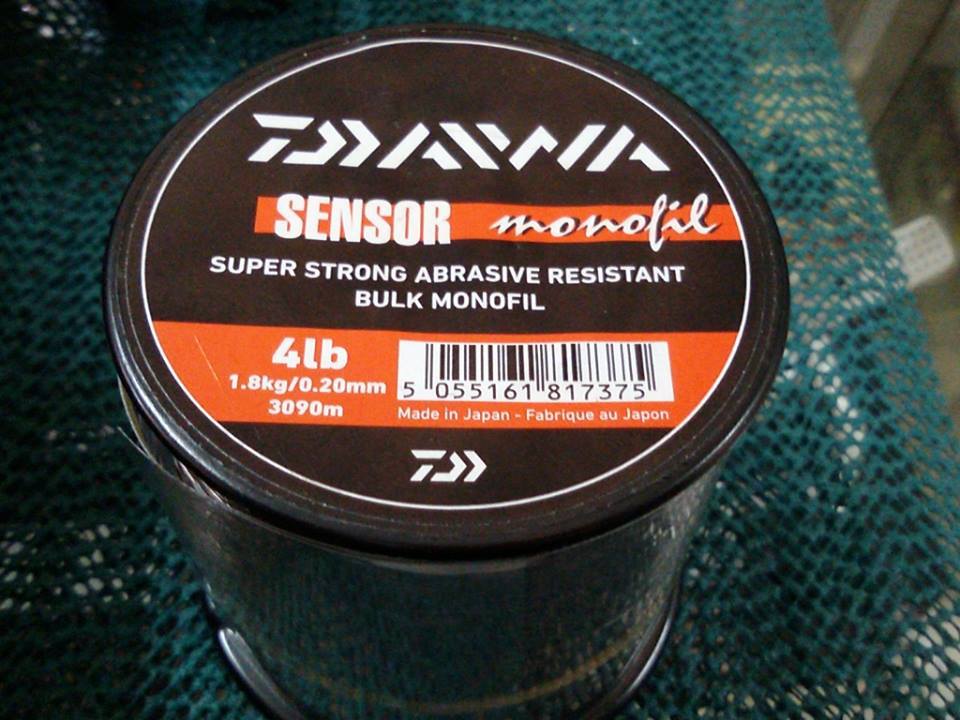 DAIWA
SENSOR monofil
SUPER STRONG ABRASIVE RESISTANT
BULK MONOFIL
4lb
1.8kg/0.20mm
3090m
5 055161 817375
Made in Japan - Fabrique au Japon